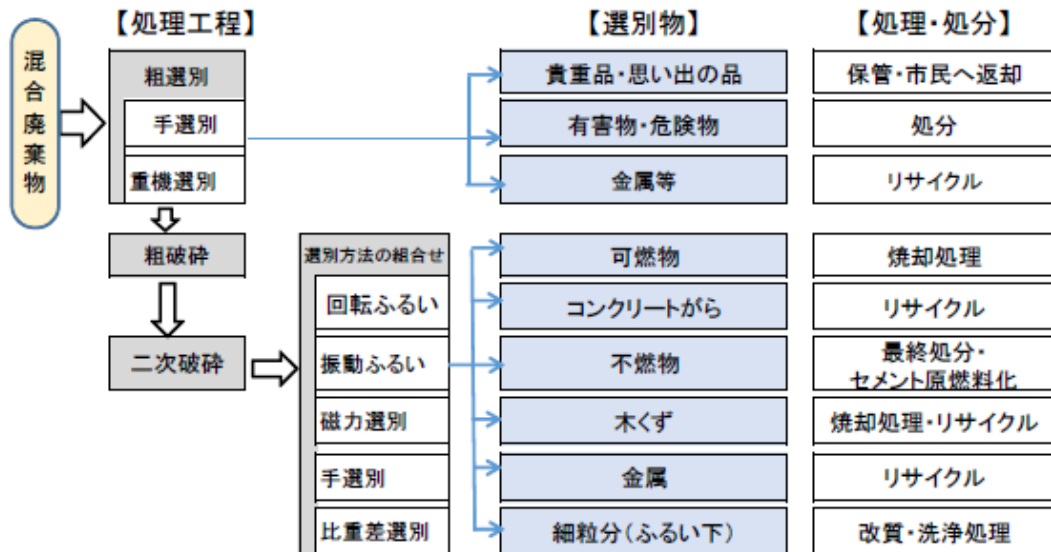 【処理工程】
【選別物】
【処理・処分】
混合廃棄物
粗選別
手選別
重機選別
貴重品・思い出の品
保管・市民へ返却
有害物・危険物
処分
金属等
リサイクル
粗破砕
二次破砕
選別方法の組合せ
回転ふるい
振動ふるい
磁力選別
手選別
比重差選別
可燃物
焼却処理
コンクリートがら
リサイクル
不燃物
最終処分・
セメント原燃料化
木くず
焼却処理・リサイクル
金属
リサイクル
細粒分（ふるい下）
改質・洗浄処理